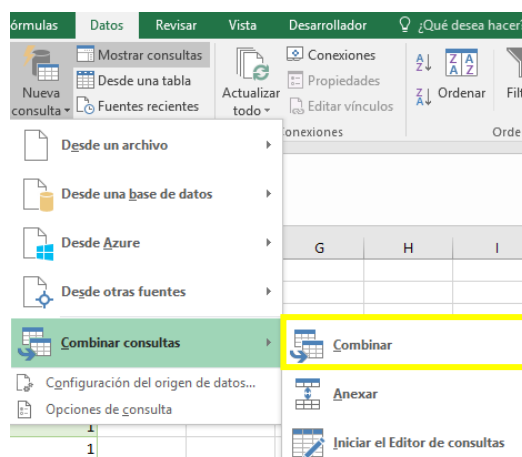 órmulas Datos Revisar Vista Desarrollador ¿Qué desea hacer?
Mostrar consultas
Desde una tabla
Fuentes recientes
Nueva
consulta
Actualizar
todo
Conexiones
Propiedades
Editar vínculos
onexiones
Ordenar
Filt
Orde
Desde un archivo
Desde una base de datos
Desde Azure
Desde otras fuentes
Combinar consultas
Configuración del origen de datos...
Opciones de consulta
G H I
Combinar
Anexar
Iniciar el Editor de consultas
1
1